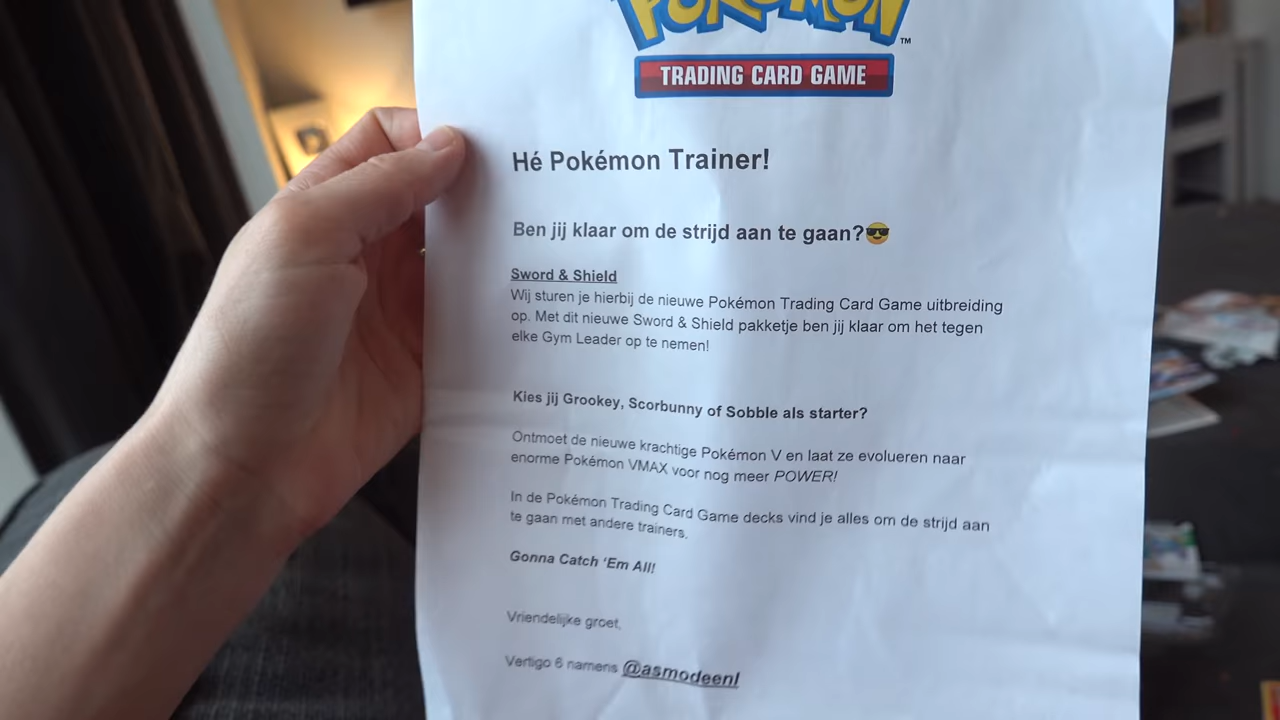 POKÉMON
TM
TRADING CARD GAME
Hé Pokémon Trainer!
Ben jij klaar om de strijd aan te gaan?😎
Sword & Shield
Wij sturen je hierbij de nieuwe Pokémon Trading Card Game uitbreiding
op. Met dit nieuwe Sword & Shield pakketje ben jij klaar om het tegen
elke Gym Leader op te nemen!
Kies jij Grookey, Scorbunny of Sobble als starter?
Ontmoet de nieuwe krachtige Pokémon V en laat ze evolueren naar
enorme Pokémon VMAX voor nog meer POWER!
In de Pokémon Trading Card Game decks vind je alles om de strijd aan
te gaan met andere trainers.
Gonna Catch ‘Em All!
Vriendelijke groet,
Vertigo 6 namens @asmodeenl